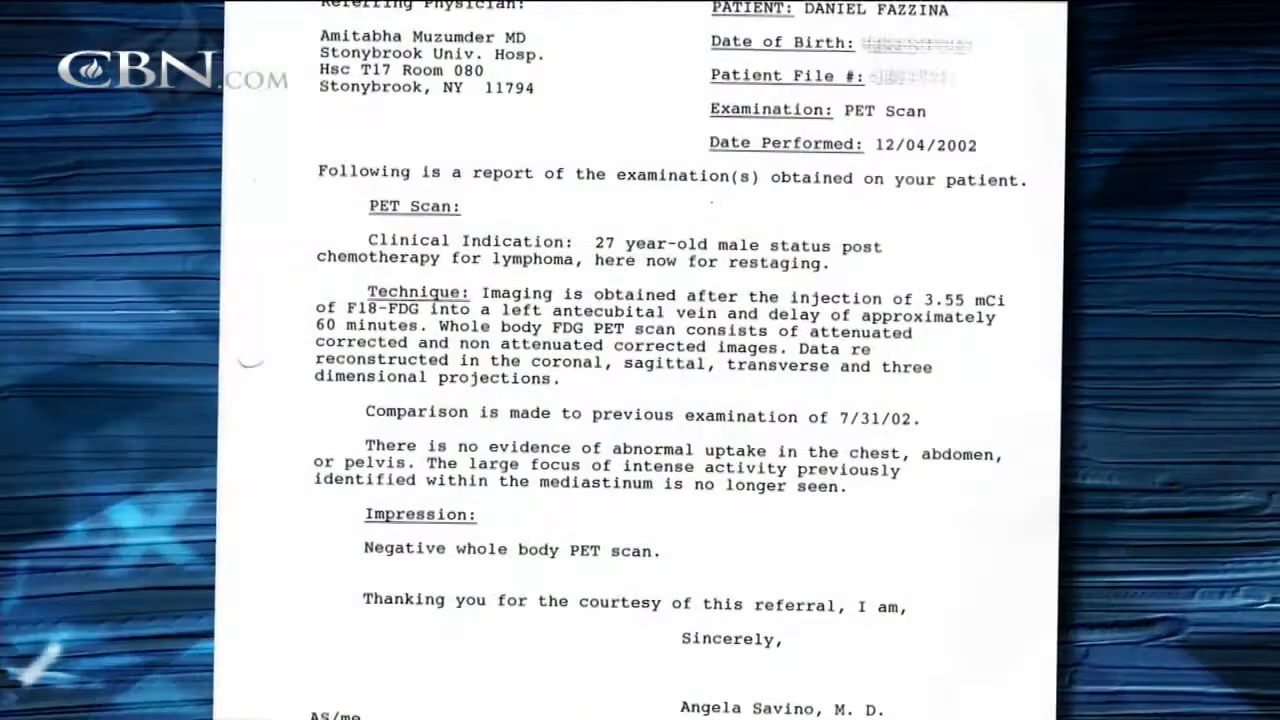 CBN.COM
Referring Physician:
Amitabha Muzumder MD
Stonybrook Univ. Hosp.
Hsc T17 Room 080
Stonybrook, NY 11794
PATIENT: DANIEL FAZZINA
Date of Birth:
Patient File #:
Examination: PET Scan
Date Performed: 12/04/2002
Following is a report of the examination(s) obtained on your patient.
PET Scan:
Clinical Indication: 27 year-old male status post
chemotherapy for lymphoma, here now for restaging.
Technique: Imaging is obtained after the injection of 3.55 mCi
of F18-FDG into a left antecubital vein and delay of approximately
60 minutes. Whole body FDG PET scan consists of attenuated
corrected and non attenuated corrected images. Data re
reconstructed in the coronal, sagittal, transverse and three
dimensional projections.
Comparison is made to previous examination of 7/31/02.
There is no evidence of abnormal uptake in the chest, abdomen,
or pelvis. The large focus of intense activity previously
identified within the mediastinum is no longer seen.
Impression:
Negative whole body PET scan.
Thanking you for the courtesy of this referral, I am,
Sincerely,
Angela Savino, M. D.
AS/me